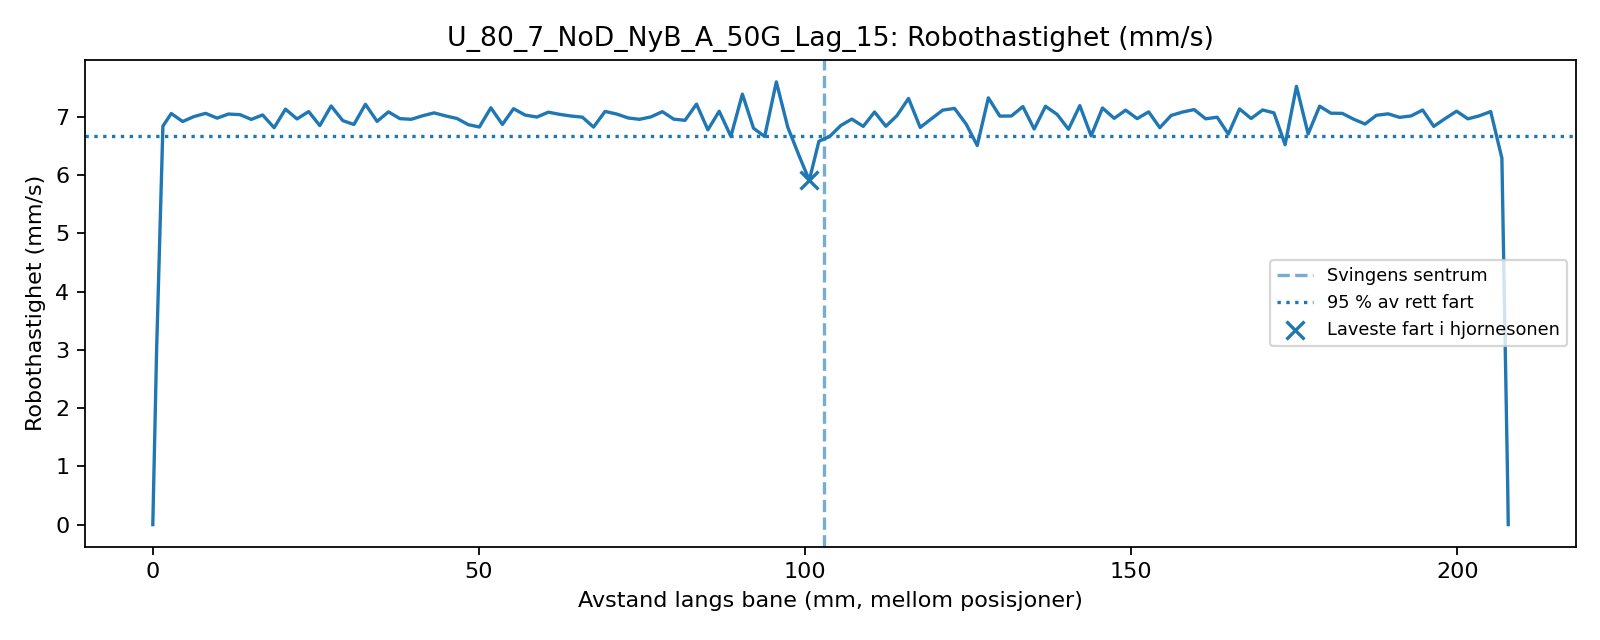 U_80_7_NoD_NyB_A_50G_Lag_15: Robothastighet (mm/s)
Robothastighet (mm/s)
7
6
5
4
3
2
1
0
Svingens sentrum
95 % av rett fart
Laveste fart i hjornesonen
0
50
100
150
200
Avstand langs bane (mm, mellom posisjoner)